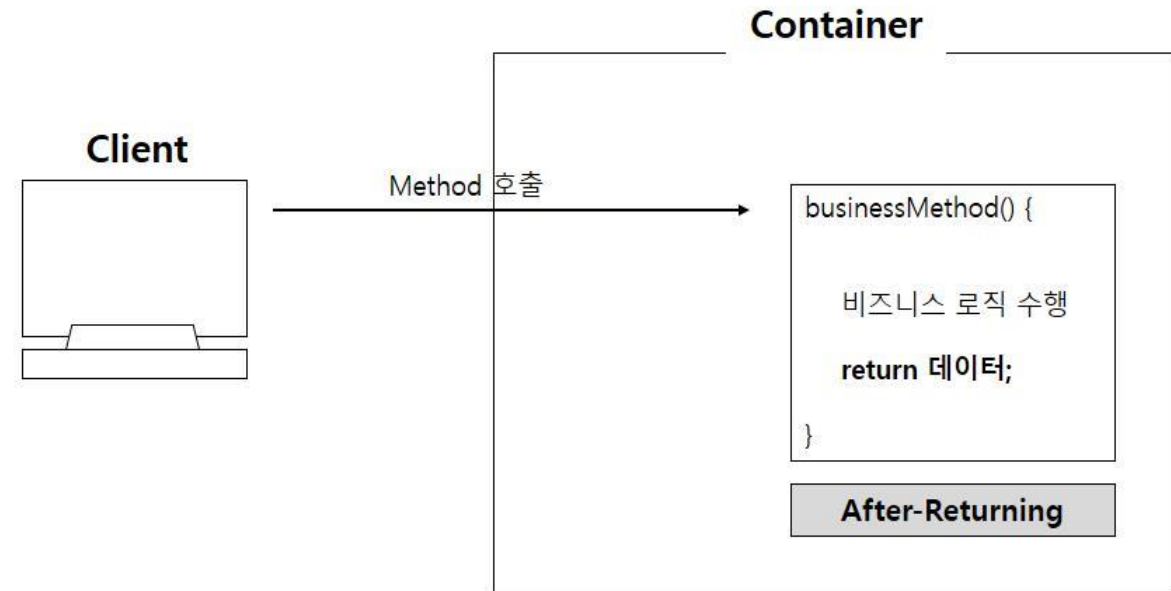 Container
Client
Method 호출
businessMethod() {
비즈니스 로직 수행
return 데이터;
}
After-Returning